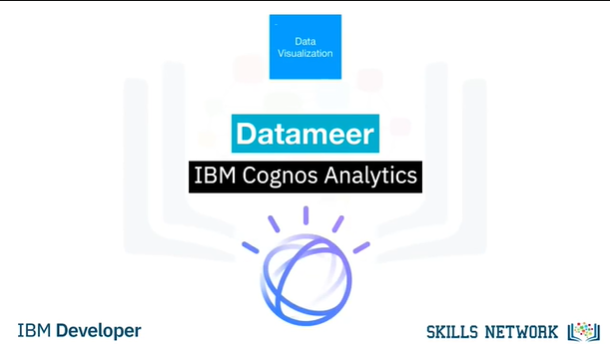 Data
Visualization
Datameer
IBM Cognos Analytics
IBM Developer
SKILLS NETWORK